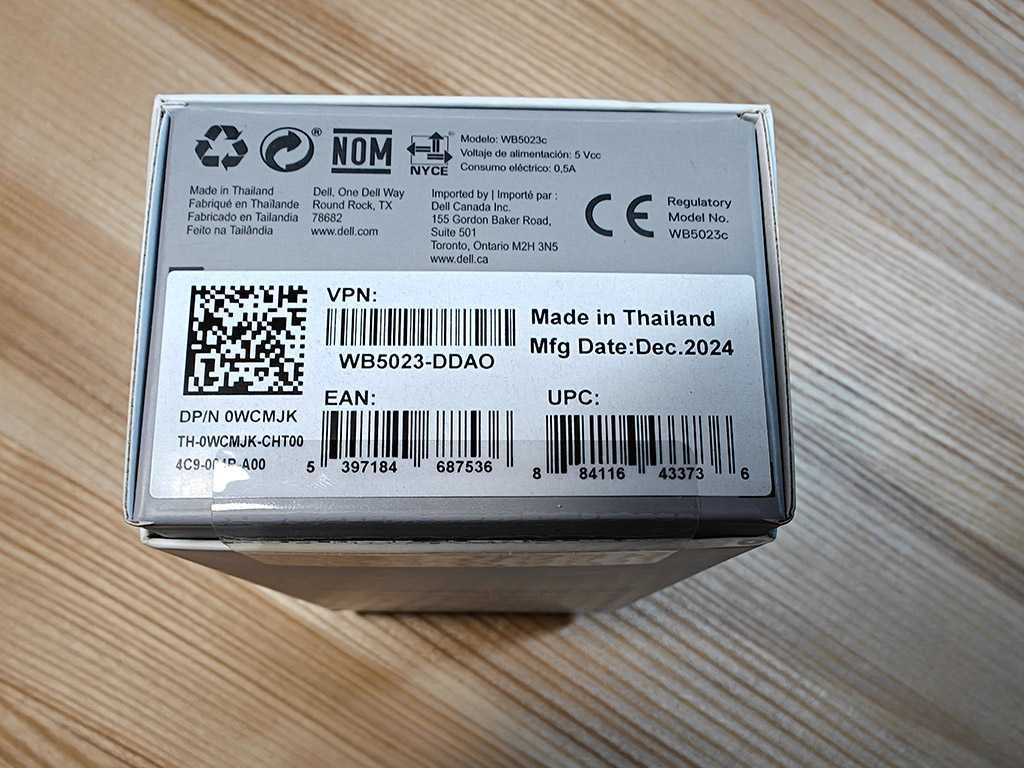 ®
NOM
NYCE
Modelo: WB5023c
Voltaje de alimentación: 5 Vcc
Consumo eléctrico: 0,5A
Made in Thailand
Fabriqué en Thaïlande
Fabricado en Tailandia
Feito na Tailândia
Dell, One Dell Way
Round Rock, TX
78682
www.dell.com
Imported by | Importé par :
Dell Canada Inc.
155 Gordon Baker Road,
Suite 501
Toronto, Ontario M2H 3N5
www.dell.ca
CE
Regulatory
Model No.
WB5023c
VPN:
WB5023-DDAO
Made in Thailand
Mfg Date:Dec.2024
DP/N 0WCMJK
TH-0WCMJK-CHT00
EAN:
5 397184 687536
UPC:
8 84116 43373 6